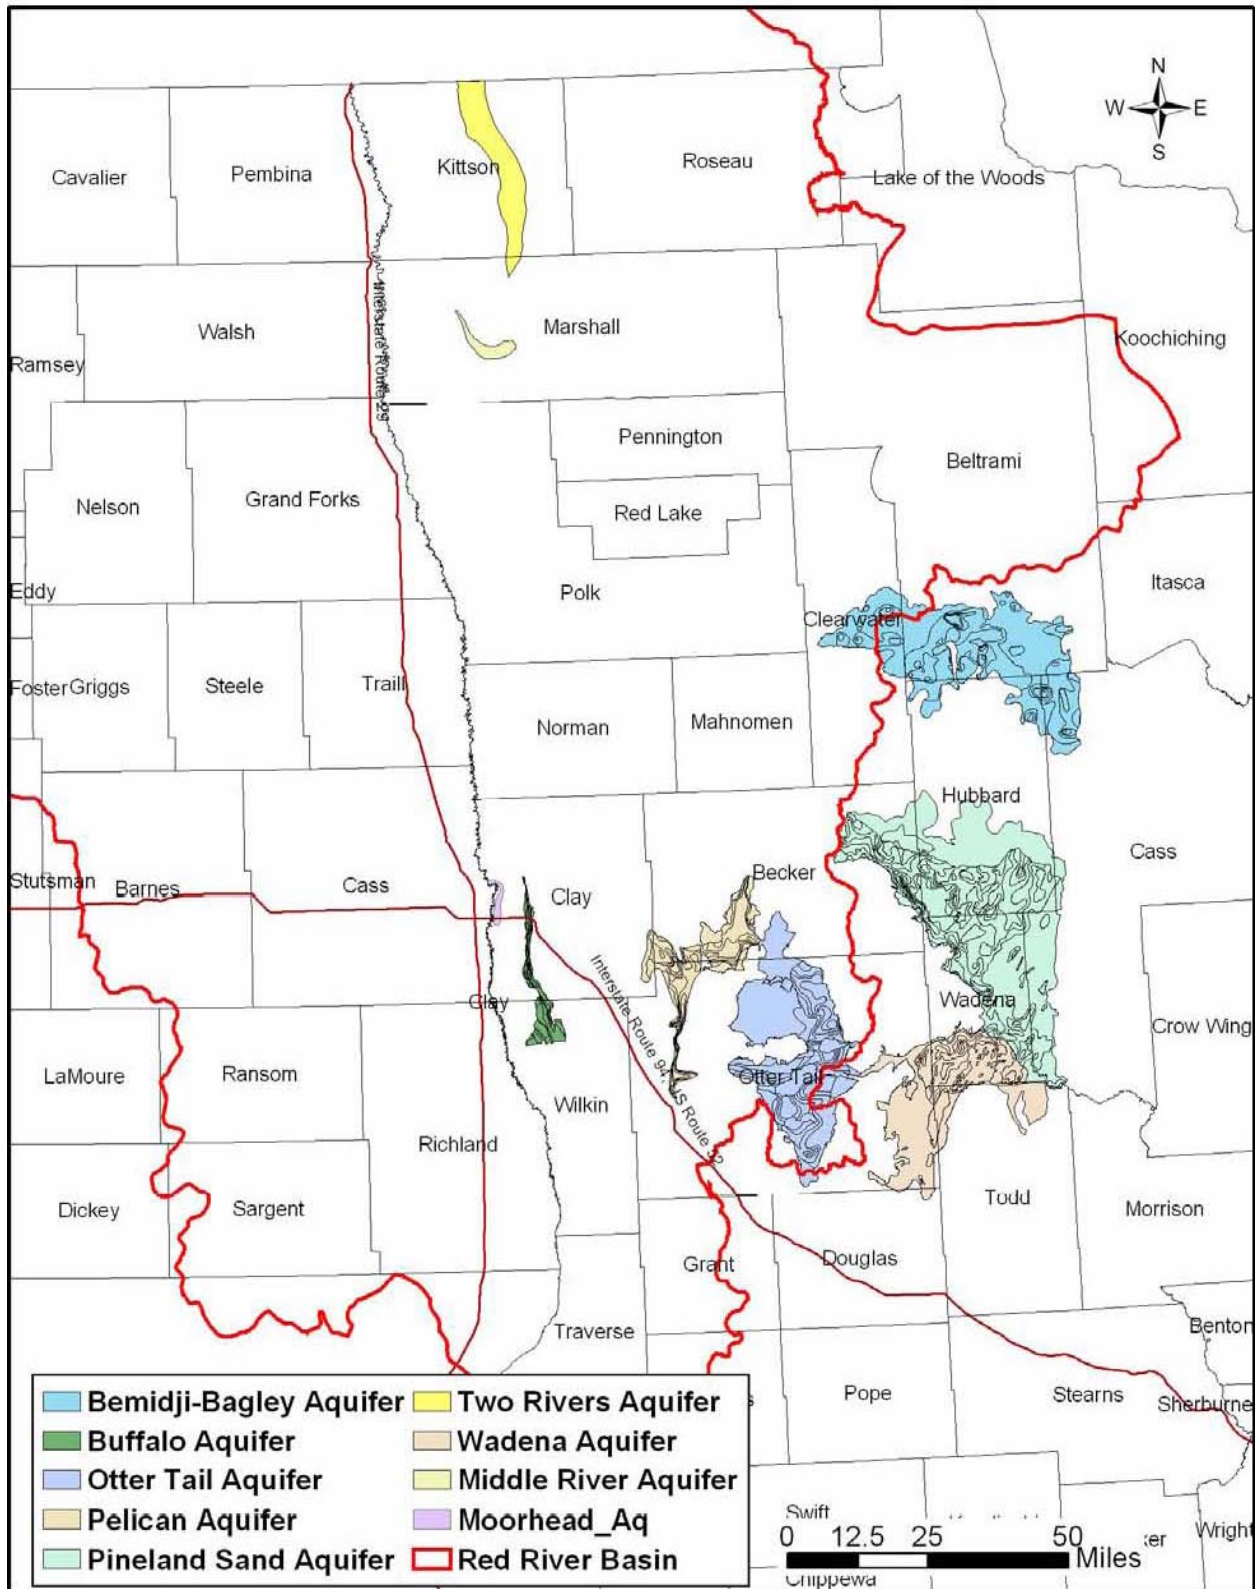 N
W E
S
Cavalier
Pembina
Kittson
Roseau
Lake of the Woods
Interstate Route 29
Walsh
Marshall
Ramsey
Koochiching
Pennington
Beltrami
Nelson
Grand Forks
Red Lake
Eddy
Polk
Itasca
Clearwater
Foster
Griggs
Steele
Traill
Norman
Mahnomen
Hubbard
Stutsman
Barnes
Cass
Clay
Becker
Cass
Interstate Route 94
Clay
Wadena
Crow Wing
LaMoure
Ransom
Otter Tail
Wilkin
US Route 52
Richland
Dickey
Sargent
Todd
Morrison
Grant
Douglas
Traverse
Benton
Pope
Stearns
Sherburne
Bemidji-Bagley Aquifer
Two Rivers Aquifer
Buffalo Aquifer
Wadena Aquifer
Otter Tail Aquifer
Middle River Aquifer
Pelican Aquifer
Moorhead_Aq
Pineland Sand Aquifer
Red River Basin
Swift
Wright
0 12.5 25 50
Miles
Chippewa